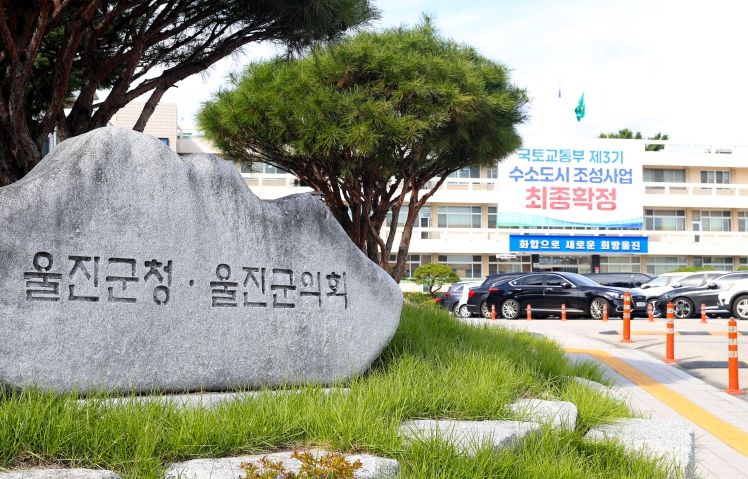 울진군청 · 울진군의회
국토교통부 제3기
수소도시 조성사업
최종확정
화합으로 새로운 희망울진